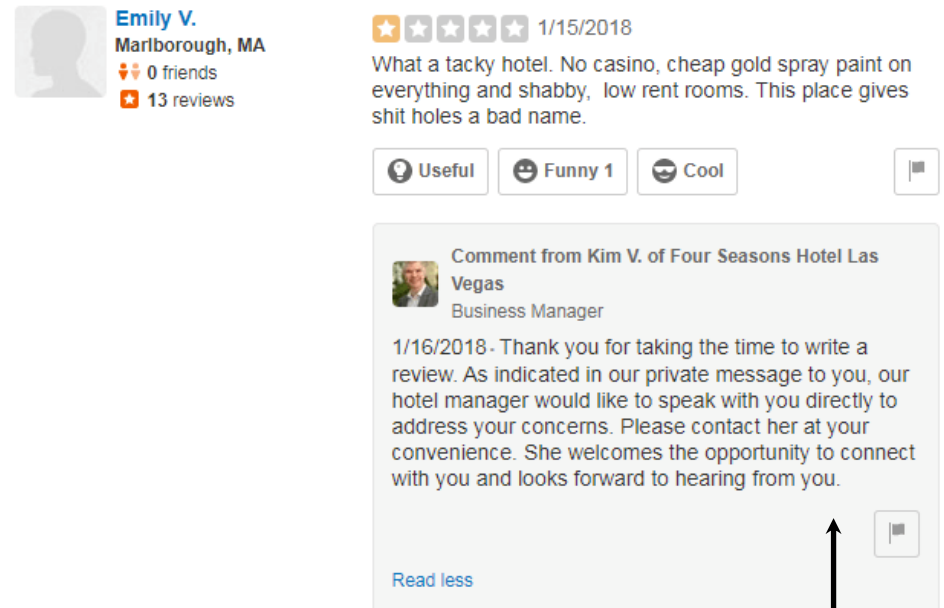 Emily V.
Marlborough, MA
0 friends
13 reviews
1/15/2018
What a tacky hotel. No casino, cheap gold spray paint on
everything and shabby,  low rent rooms. This place gives
shit holes a bad name.
Useful
Funny 1
Cool
Comment from Kim V. of Four Seasons Hotel Las
Vegas
Business Manager
1/16/2018 · Thank you for taking the time to write a
review. As indicated in our private message to you, our
hotel manager would like to speak with you directly to
address your concerns. Please contact her at your
convenience. She welcomes the opportunity to connect
with you and looks forward to hearing from you.
Read less